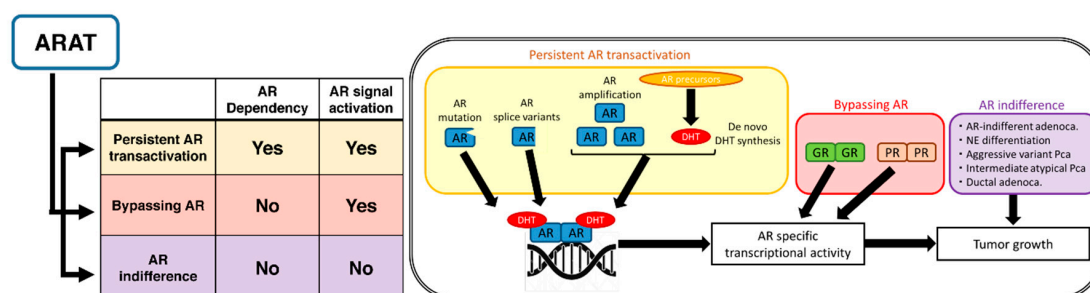 ARAT
AR
Dependency
AR signal
activation
Persistent AR
transactivation
Yes
Yes
Bypassing AR
No
Yes
AR
indifference
No
No
Persistent AR transactivation
AR
mutation
AR
AR
splice variants
AR
AR
amplification
AR
AR
AR
AR precursors
DHT
De novo
DHT synthesis
DHT
DHT
AR
AR
Bypassing AR
GR
GR
PR
PR
AR indifference
• AR-indifferent adenoca.
• NE differentiation
• Aggressive variant Pca
• Intermediate atypical Pca
• Ductal adenoca.
AR specific
transcriptional activity
Tumor growth